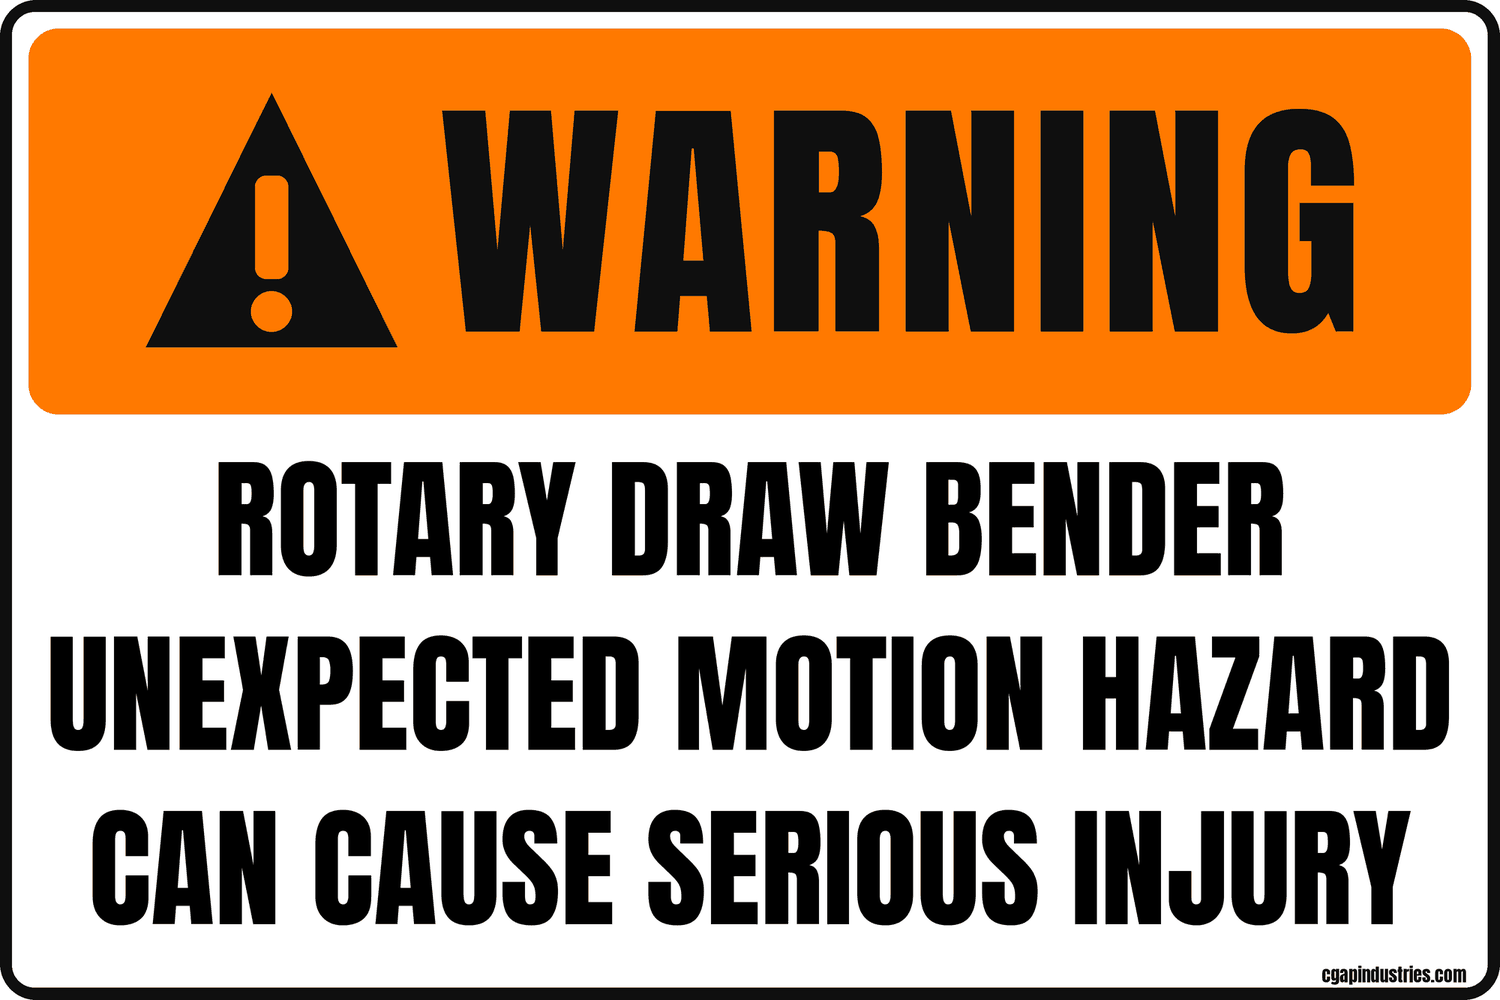 WARNING
ROTARY DRAW BENDER
UNEXPECTED MOTION HAZARD
CAN CAUSE SERIOUS INJURY
cgapindustries.com